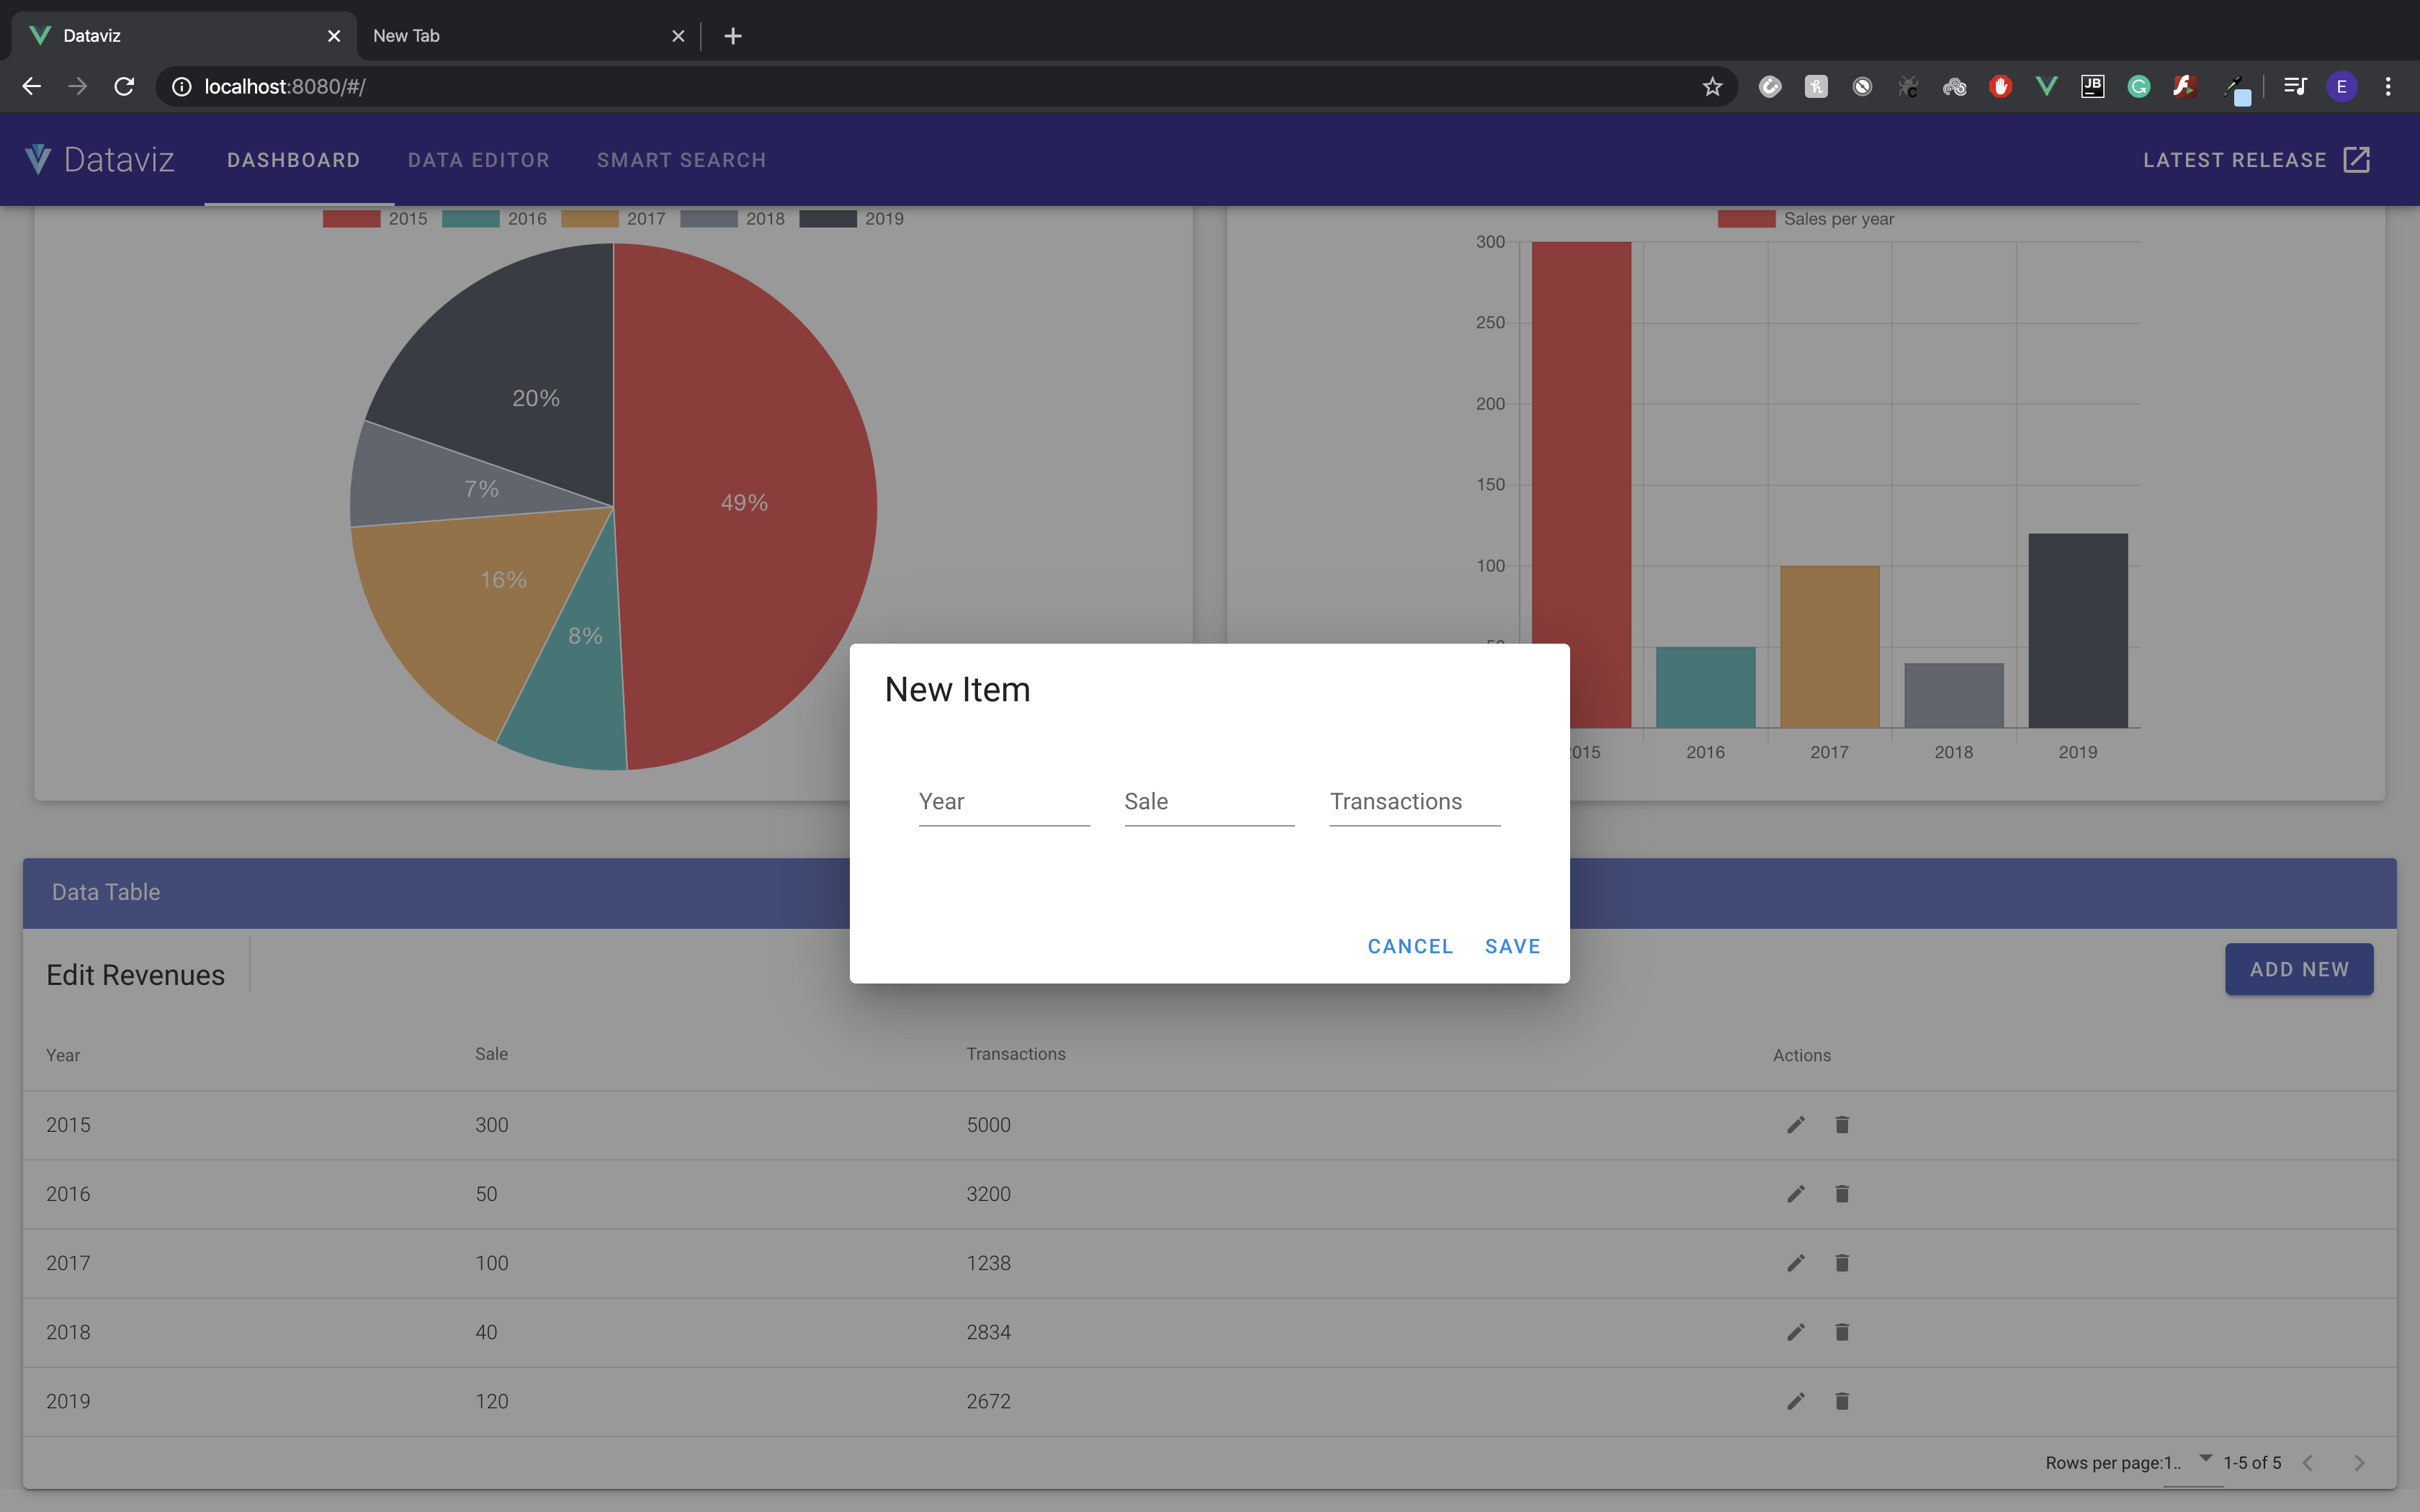 Dataviz
New Tab
localhost:8080/#/
JB
E
Dataviz
DASHBOARD
DATA EDITOR
SMART SEARCH
LATEST RELEASE
2015 2016 2017 2018 2019
20%
7%
49%
16%
8%
Sales per year
300
250
200
150
100
015 2016 2017 2018 2019
New Item
Year
Sale
Transactions
CANCEL
SAVE
Data Table
Edit Revenues
ADD NEW
Year Sale Transactions Actions
2015 300 5000
2016 50 3200
2017 100 1238
2018 40 2834
2019 120 2672
Rows per page: 1.. 1-5 of 5